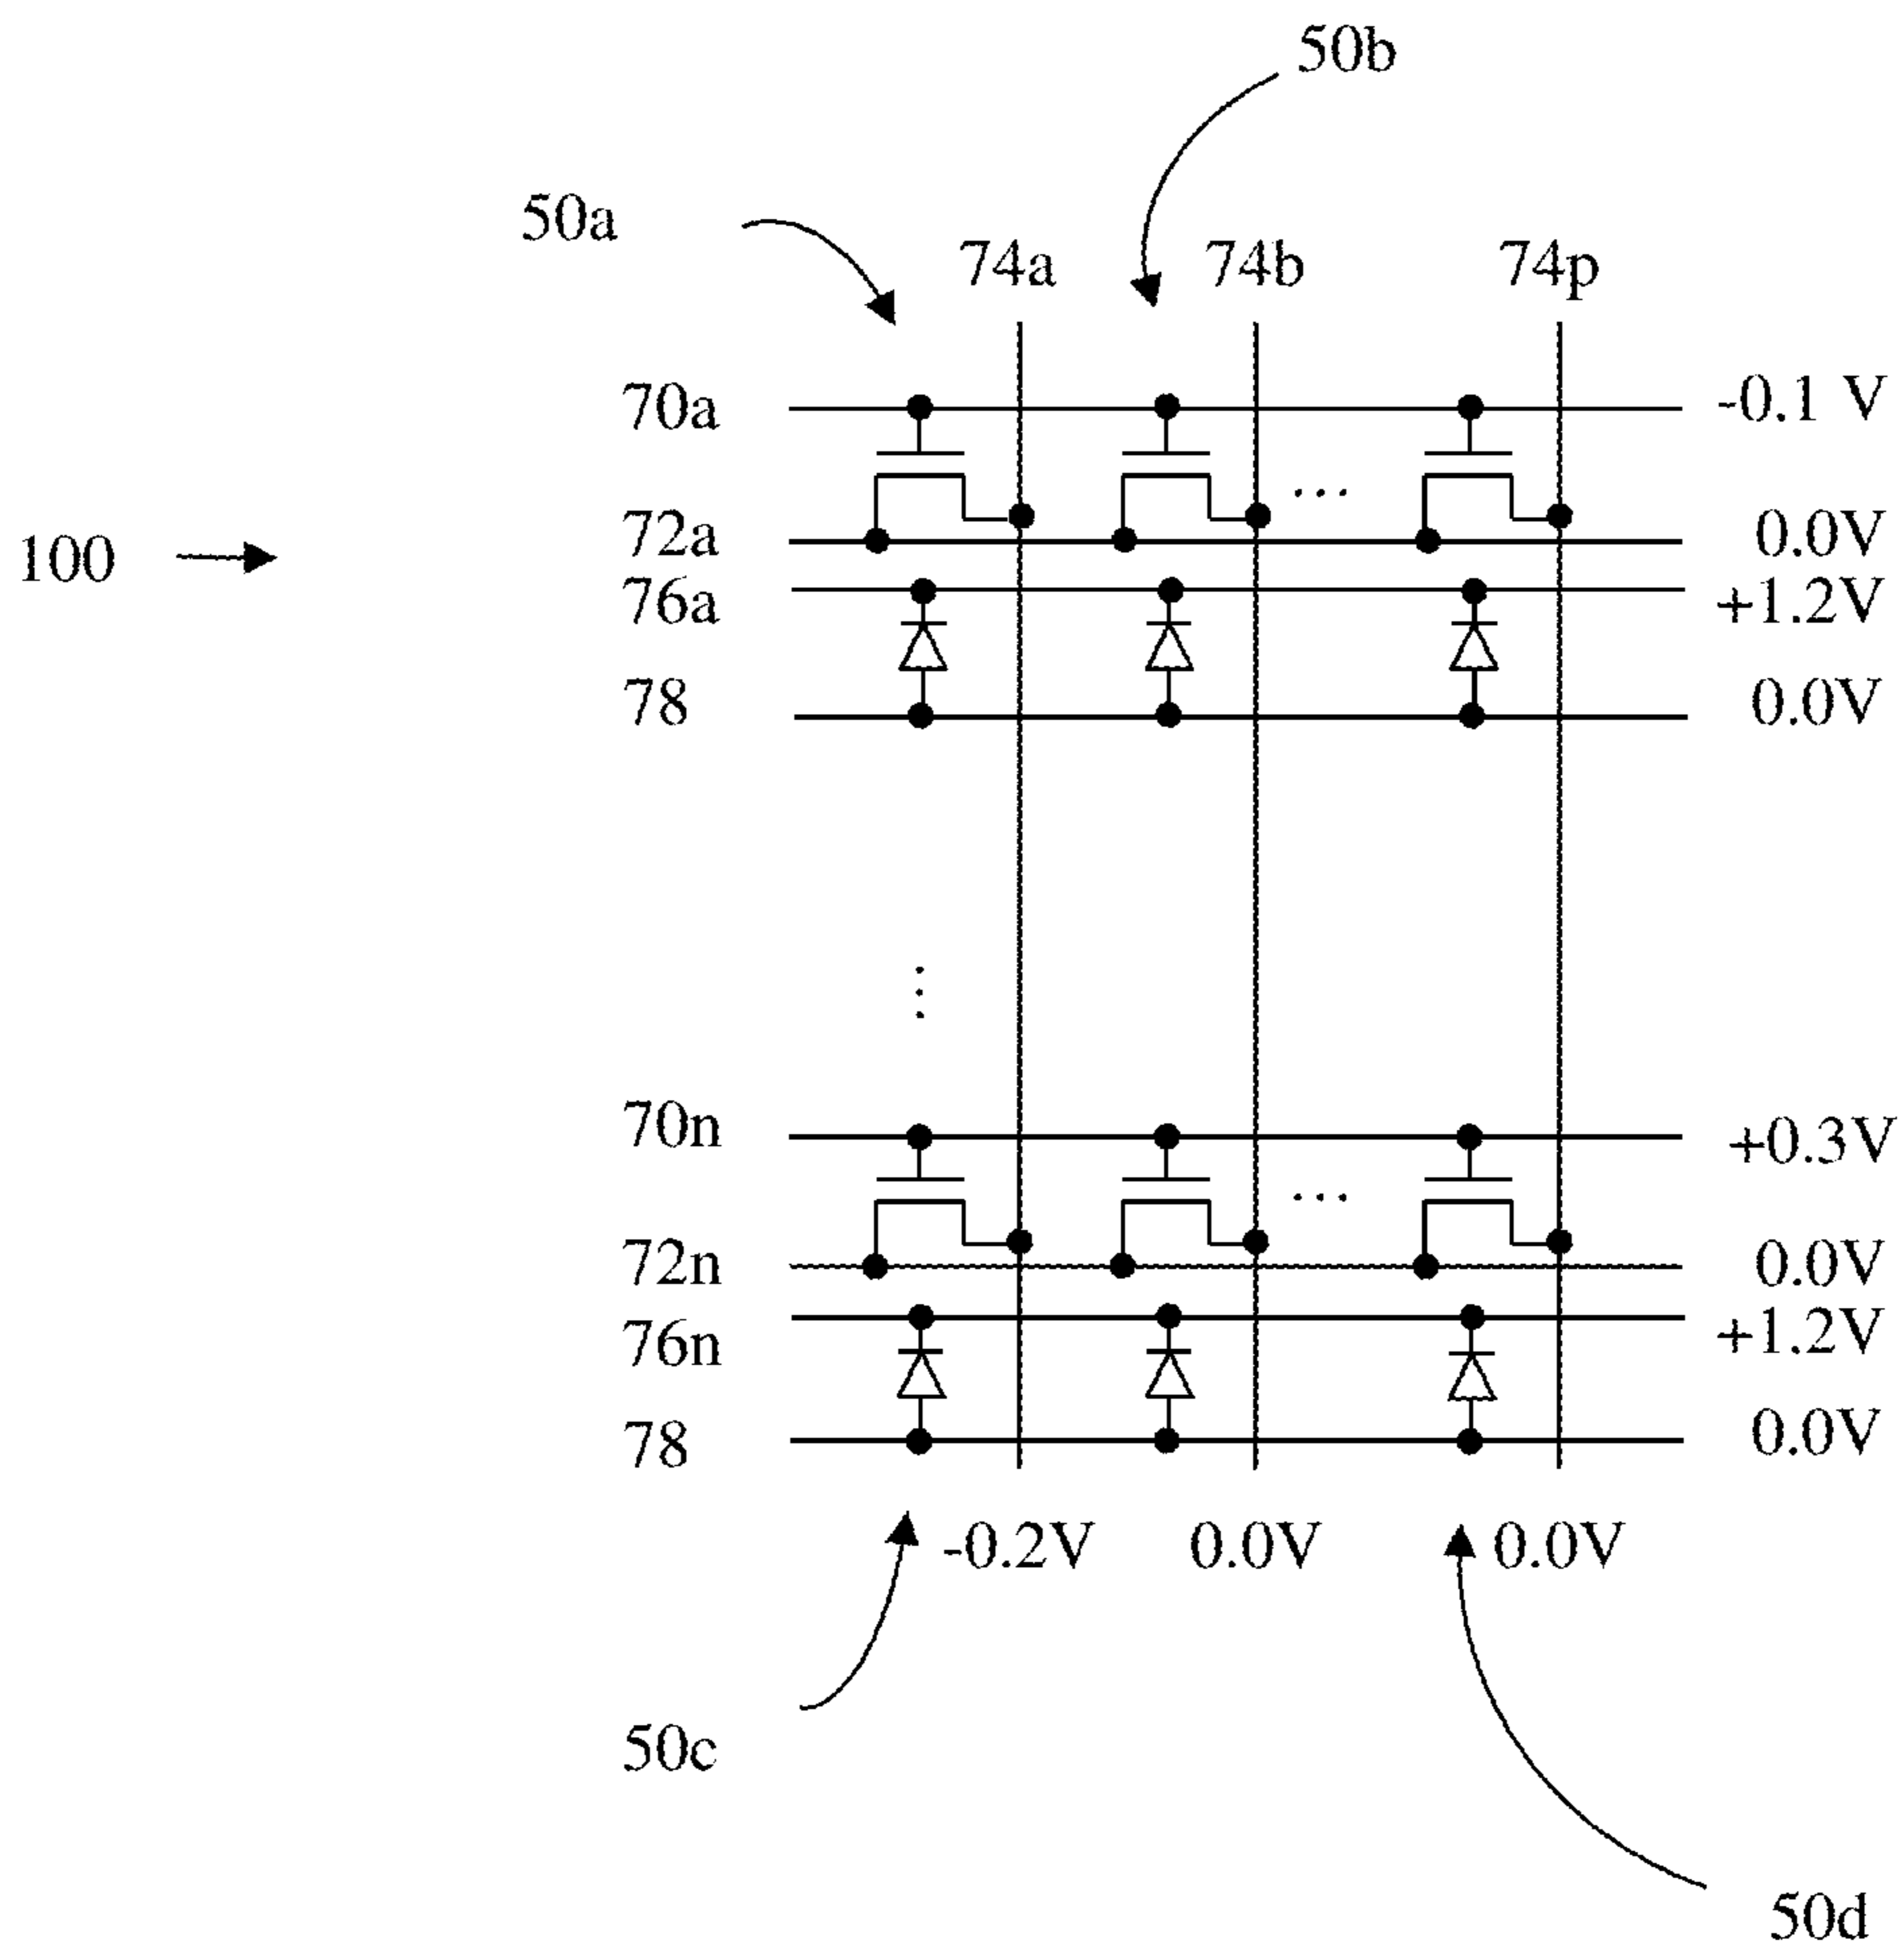 50b
50a
74a 74b 74p
70a -0.1 V
72a 0.0V
100
76a +1.2V
78 0.0V
70n +0.3V
72n 0.0V
76n +1.2V
78 0.0V
-0.2V 0.0V 0.0V
50c
50d